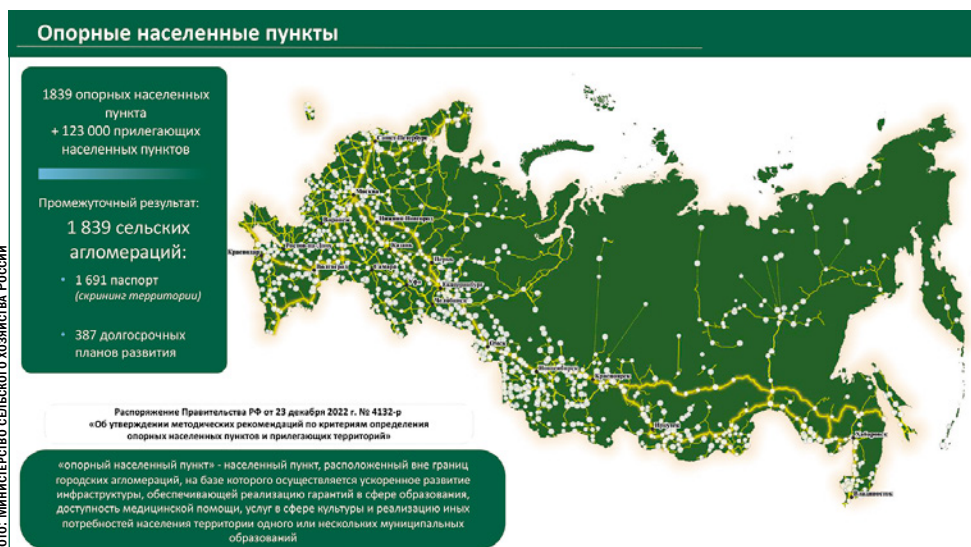 Опорные населенные пункты
1839 опорных населенных
пункта
+ 123 000 прилегающих
населенных пунктов
Промежуточный результат:
1 839 сельских
агломераций:
• 1 691 паспорт
(скрининг территории)
• 387 долгосрочных
планов развития
Распоряжение Правительства РФ от 23 декабря 2022 г. № 4132-р
«Об утверждении методических рекомендаций по критериям определения
опорных населенных пунктов и прилегающих территорий»
«опорный населенный пункт» - населенный пункт, расположенный вне границ
городских агломераций, на базе которого осуществляется ускоренное развитие
инфраструктуры, обеспечивающей реализацию гарантий в сфере образования,
доступность медицинской помощи, услуг в сфере культуры и реализацию иных
потребностей населения территории одного или нескольких муниципальных
образований
Санкт-Петербург
Москва
Воронеж
Нижний Новгород
Краснодар
Ростов-на-Дону
Казань
Волгоград
Самара
Пермь
Уфа
Екатеринбург
Челябинск
Омск
Новосибирск
Красноярск
Иркутск
Хабаровск
Владивосток
ОТО: МИНИСТЕРСТВО СЕЛЬСКОГО ХОЗЯЙСТВА РОССИИ